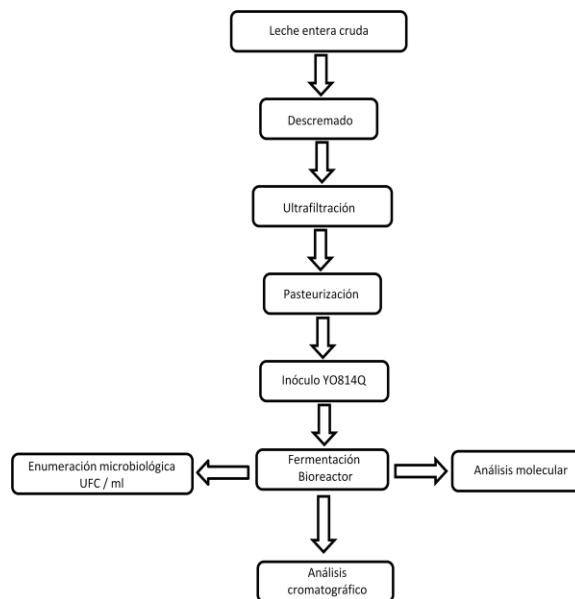 Leche entera cruda
Descremado
Ultrafiltración
Pasteurización
Inóculo YO814Q
Fermentación
Bioreactor
Enumeración microbiológica
UFC / ml
Análisis molecular
Análisis
cromatográfico